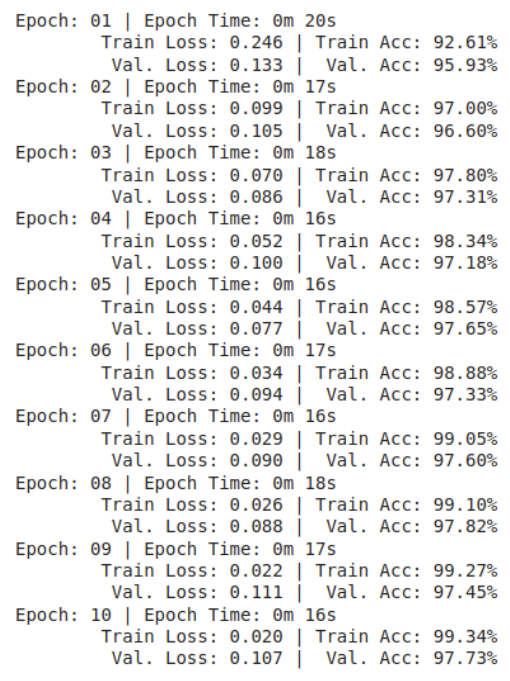 Epoch: 01 | Epoch Time: 0m 20s
        Train Loss: 0.246 | Train Acc: 92.61%
         Val. Loss: 0.133 |  Val. Acc: 95.93%
Epoch: 02 | Epoch Time: 0m 17s
        Train Loss: 0.099 | Train Acc: 97.00%
         Val. Loss: 0.105 |  Val. Acc: 96.60%
Epoch: 03 | Epoch Time: 0m 18s
        Train Loss: 0.070 | Train Acc: 97.80%
         Val. Loss: 0.086 |  Val. Acc: 97.31%
Epoch: 04 | Epoch Time: 0m 16s
        Train Loss: 0.052 | Train Acc: 98.34%
         Val. Loss: 0.100 |  Val. Acc: 97.18%
Epoch: 05 | Epoch Time: 0m 16s
        Train Loss: 0.044 | Train Acc: 98.57%
         Val. Loss: 0.077 |  Val. Acc: 97.65%
Epoch: 06 | Epoch Time: 0m 17s
        Train Loss: 0.034 | Train Acc: 98.88%
         Val. Loss: 0.094 |  Val. Acc: 97.33%
Epoch: 07 | Epoch Time: 0m 16s
        Train Loss: 0.029 | Train Acc: 99.05%
         Val. Loss: 0.090 |  Val. Acc: 97.60%
Epoch: 08 | Epoch Time: 0m 18s
        Train Loss: 0.026 | Train Acc: 99.10%
         Val. Loss: 0.088 |  Val. Acc: 97.82%
Epoch: 09 | Epoch Time: 0m 17s
        Train Loss: 0.022 | Train Acc: 99.27%
         Val. Loss: 0.111 |  Val. Acc: 97.45%
Epoch: 10 | Epoch Time: 0m 16s
        Train Loss: 0.020 | Train Acc: 99.34%
         Val. Loss: 0.107 |  Val. Acc: 97.73%